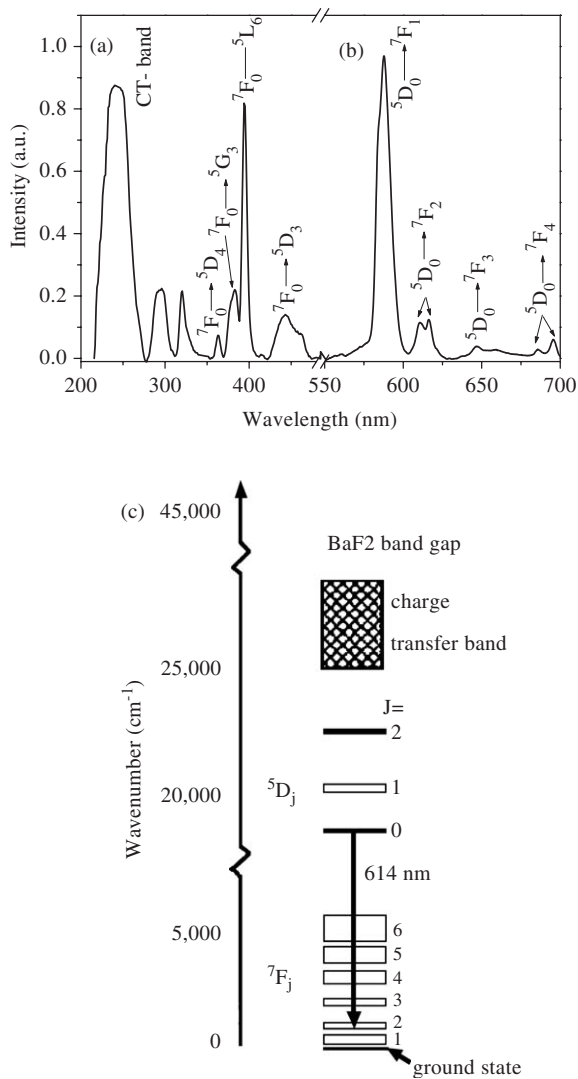 (a)
CT- band
⁷F₀ → ⁵D₄
⁷F₀ → ⁵G₃
⁷F₀ — ⁵L₆
⁷F₀ → ⁵D₃
(b)
⁵D₀ → ⁷F₁
⁵D₀ → ⁷F₂
⁵D₀ → ⁷F₃
⁵D₀ → ⁷F₄
Intensity (a.u.)
1.0
0.8
0.6
0.4
0.2
0.0
200 300 400 550 600 650 700
Wavelength (nm)
(c)
Wavenumber (cm⁻¹)
45,000
BaF2 band gap
charge
transfer band
25,000
J=
2
⁵Dⱼ
1
20,000
0
614 nm
6
5,000
5
⁷Fⱼ
4
3
2
0
1
ground state